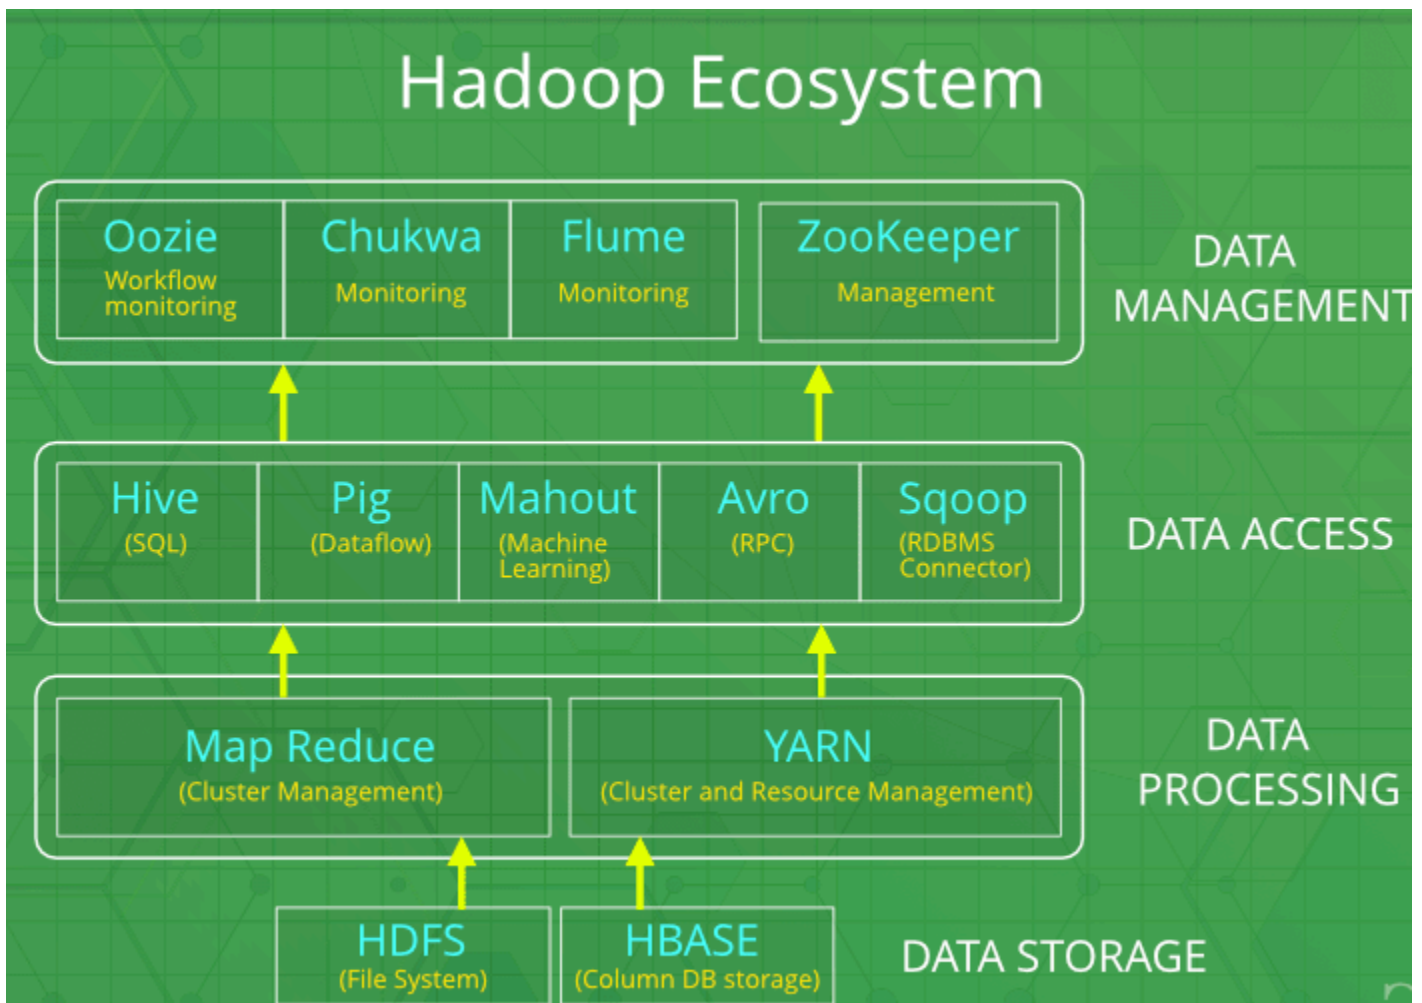 Hadoop Ecosystem
Oozie
Workflow
monitoring
Chukwa
Monitoring
Flume
Monitoring
ZooKeeper
Management
DATA
MANAGEMENT
Hive
(SQL)
Pig
(Dataflow)
Mahout
(Machine
Learning)
Avro
(RPC)
Sqoop
(RDBMS
Connector)
DATA ACCESS
Map Reduce
(Cluster Management)
YARN
(Cluster and Resource Management)
DATA
PROCESSING
HDFS
(File System)
HBASE
(Column DB storage)
DATA STORAGE